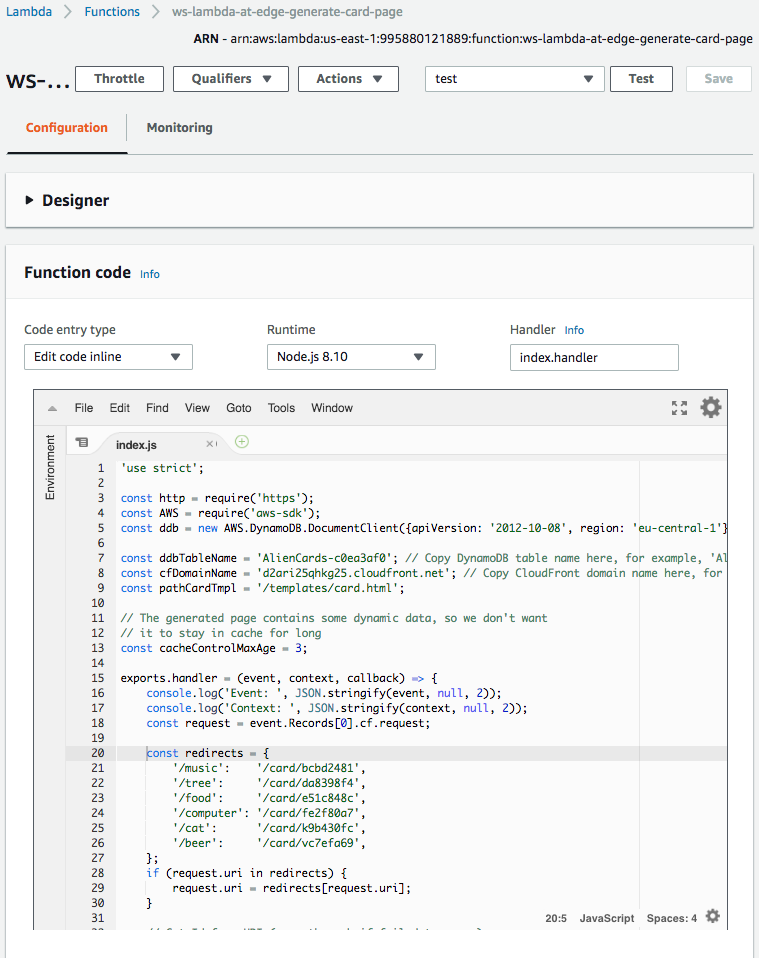 Lambda > Functions > ws-lambda-at-edge-generate-card-page
ARN - arn:aws:lambda:us-east-1:995880121889:function:ws-lambda-at-edge-generate-card-page
ws-... Throttle Qualifiers Actions test Test Save
Configuration Monitoring
Designer
Function code Info
Code entry type Runtime Handler Info
Edit code inline Node.js 8.10 index.handler
File Edit Find View Goto Tools Window
Environment
index.js
1 'use strict';
2
3 const http = require('https');
4 const AWS = require('aws-sdk');
5 const ddb = new AWS.DynamoDB.DocumentClient({apiVersion: '2012-10-08', region: 'eu-central-1'}
6
7 const ddbTableName = 'AlienCards-c0ea3af0'; // Copy DynamoDB table name here, for example, 'Al
8 const cfDomainName = 'd2ari25qhkg25.cloudfront.net'; // Copy CloudFront domain name here, for
9 const pathCardTmpl = '/templates/card.html';
10
11 // The generated page contains some dynamic data, so we don't want
12 // it to stay in cache for long
13 const cacheControlMaxAge = 3;
14
15 exports.handler = (event, context, callback) => {
16 console.log('Event: ', JSON.stringify(event, null, 2));
17 console.log('Context: ', JSON.stringify(context, null, 2));
18 const request = event.Records[0].cf.request;
19
20 const redirects = {
21 '/music': '/card/bcbd2481',
22 '/tree': '/card/da8398f4',
23 '/food': '/card/e51c848c',
24 '/computer': '/card/fe2f80a7',
25 '/cat': '/card/k9b430fc',
26 '/beer': '/card/vc7efa69',
27 };
28 if (request.uri in redirects) {
29 request.uri = redirects[request.uri];
30 }
31
20:5 JavaScript Spaces: 4